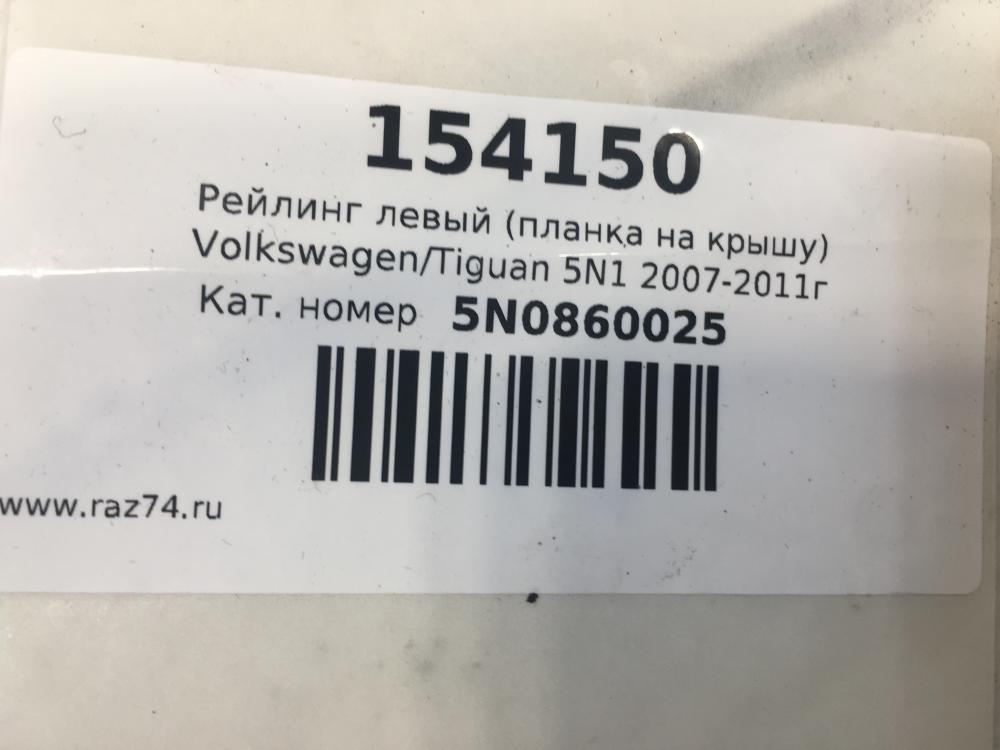 154150
Рейлинг левый (планка на крышу)
Volkswagen/Tiguan 5N1 2007-2011г
Кат. номер 5N0860025
www.raz74.ru